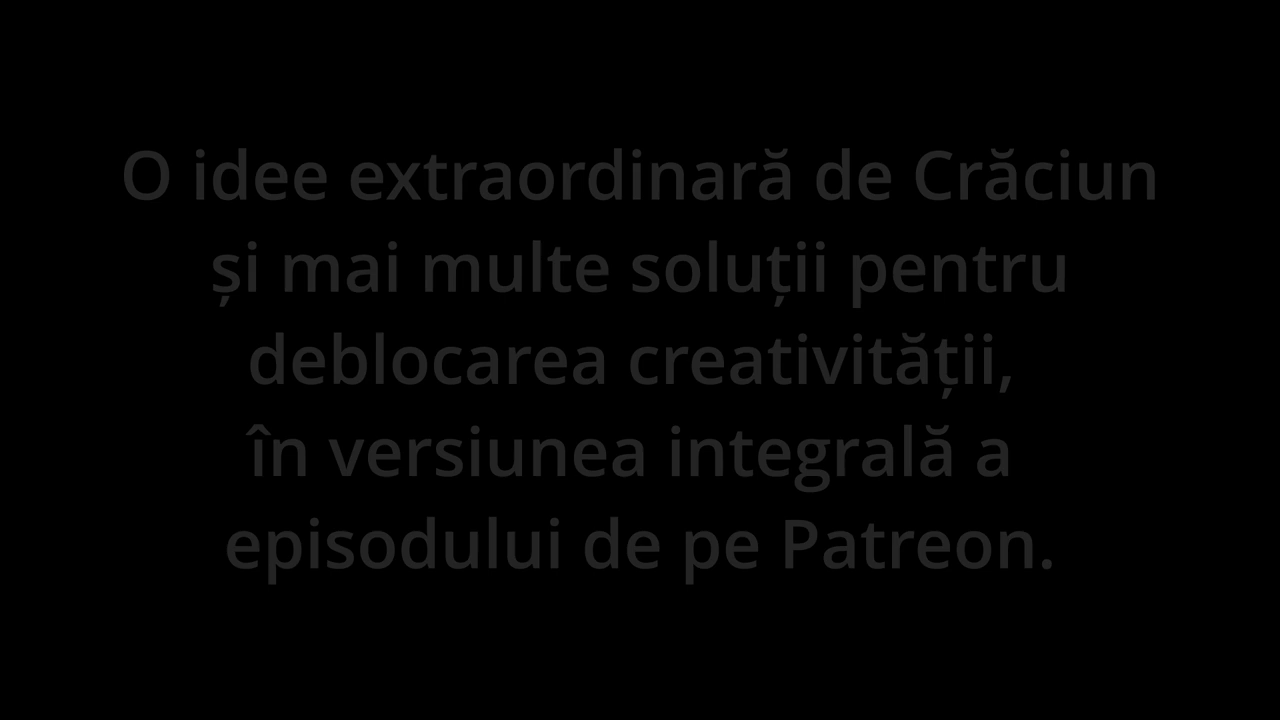 O idee extraordinară de Crăciun
și mai multe soluții pentru
deblocarea creativității,
în versiunea integrală a
episodului de pe Patreon.